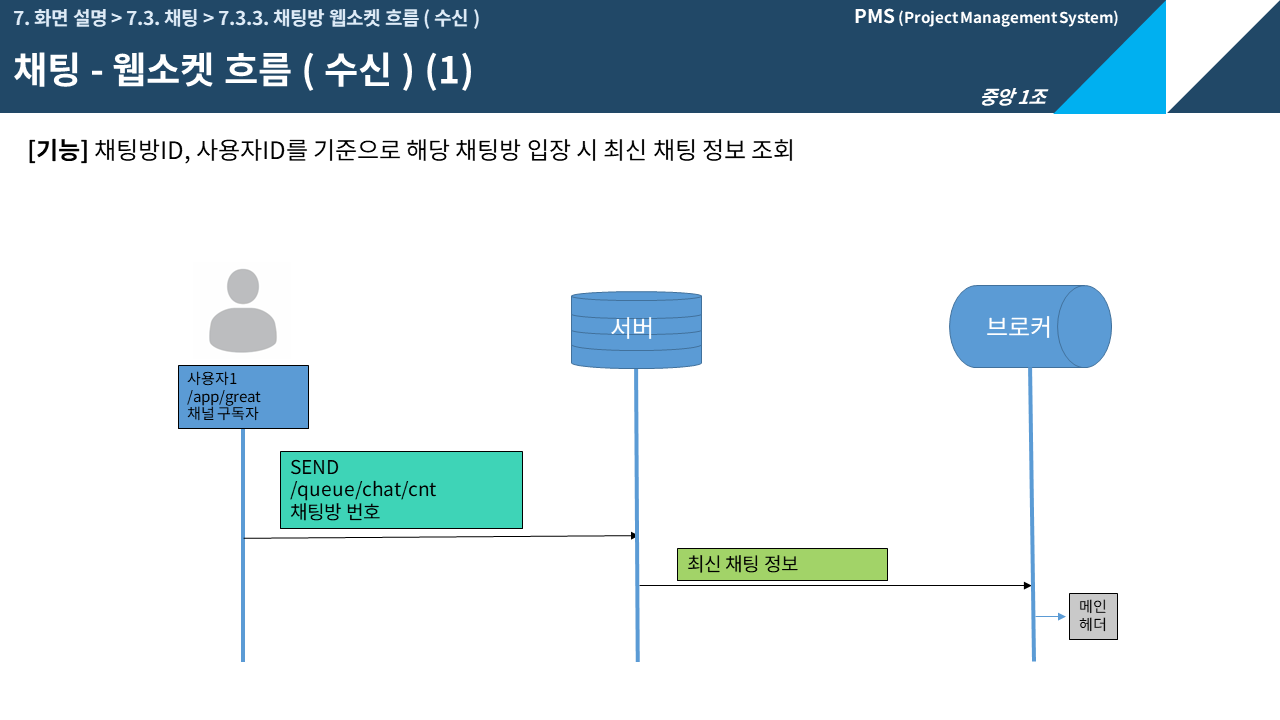 7. 화면 설명 > 7.3. 채팅 > 7.3.3. 채팅방 웹소켓 흐름 ( 수신 )
PMS (Project Management System)
채팅 - 웹소켓 흐름 ( 수신 ) (1)
중앙 1조
[기능] 채팅방ID, 사용자ID를 기준으로 해당 채팅방 입장 시 최신 채팅 정보 조회
서버
브로커
사용자1
/app/great
채널 구독자
SEND
/queue/chat/cnt
채팅방 번호
최신 채팅 정보
메인
헤더